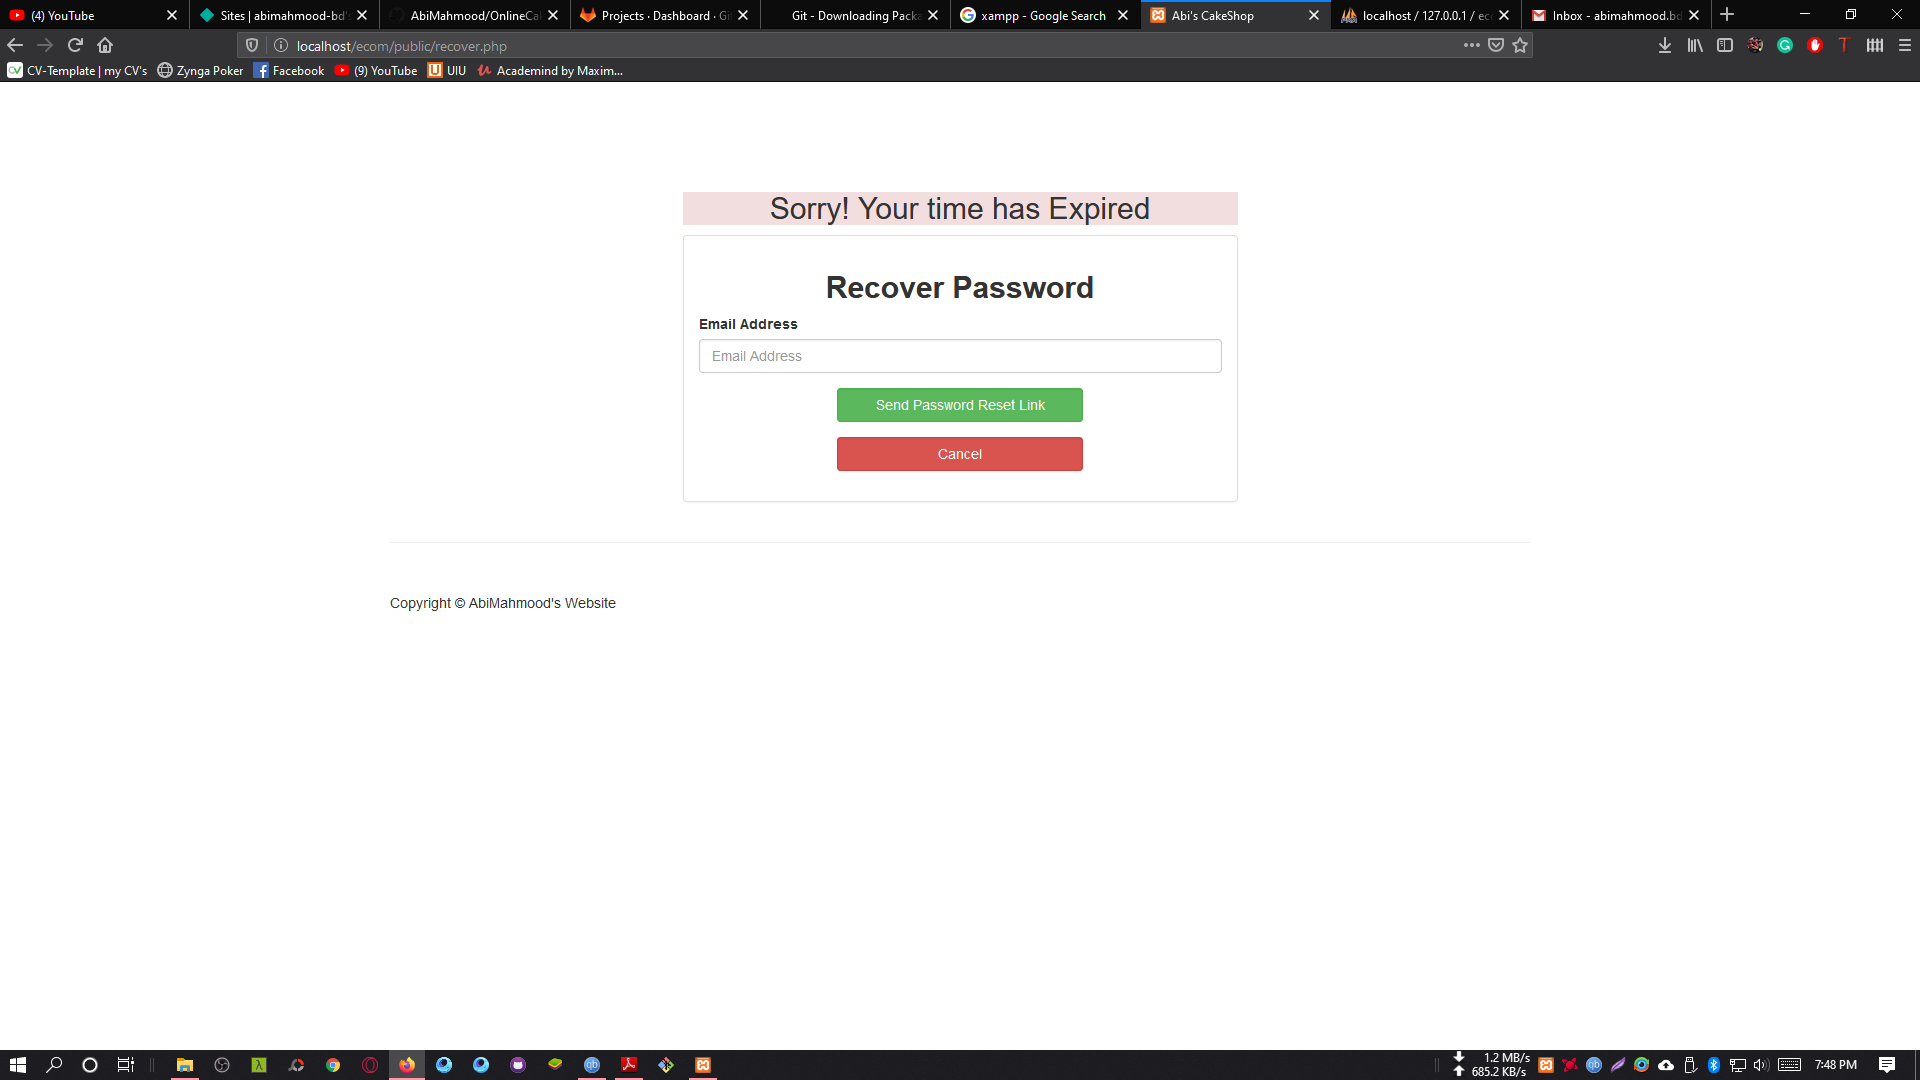 (4) YouTube
Sites | abimahmood-bd's
AbiMahmood/OnlineCa
Projects · Dashboard · Gi
Git - Downloading Packa
xampp - Google Search
Abi's CakeShop
localhost / 127.0.0.1 / ec
Inbox - abimahmood.bd
localhost/ecom/public/recover.php
CV-Template | my CV's
Zynga Poker
Facebook
(9) YouTube
UIU
Academind by Maxim...
Sorry! Your time has Expired
Recover Password
Email Address
Email Address
Send Password Reset Link
Cancel
Copyright © AbiMahmood's Website
1.2 MB/s
685.2 KB/s
7:48 PM